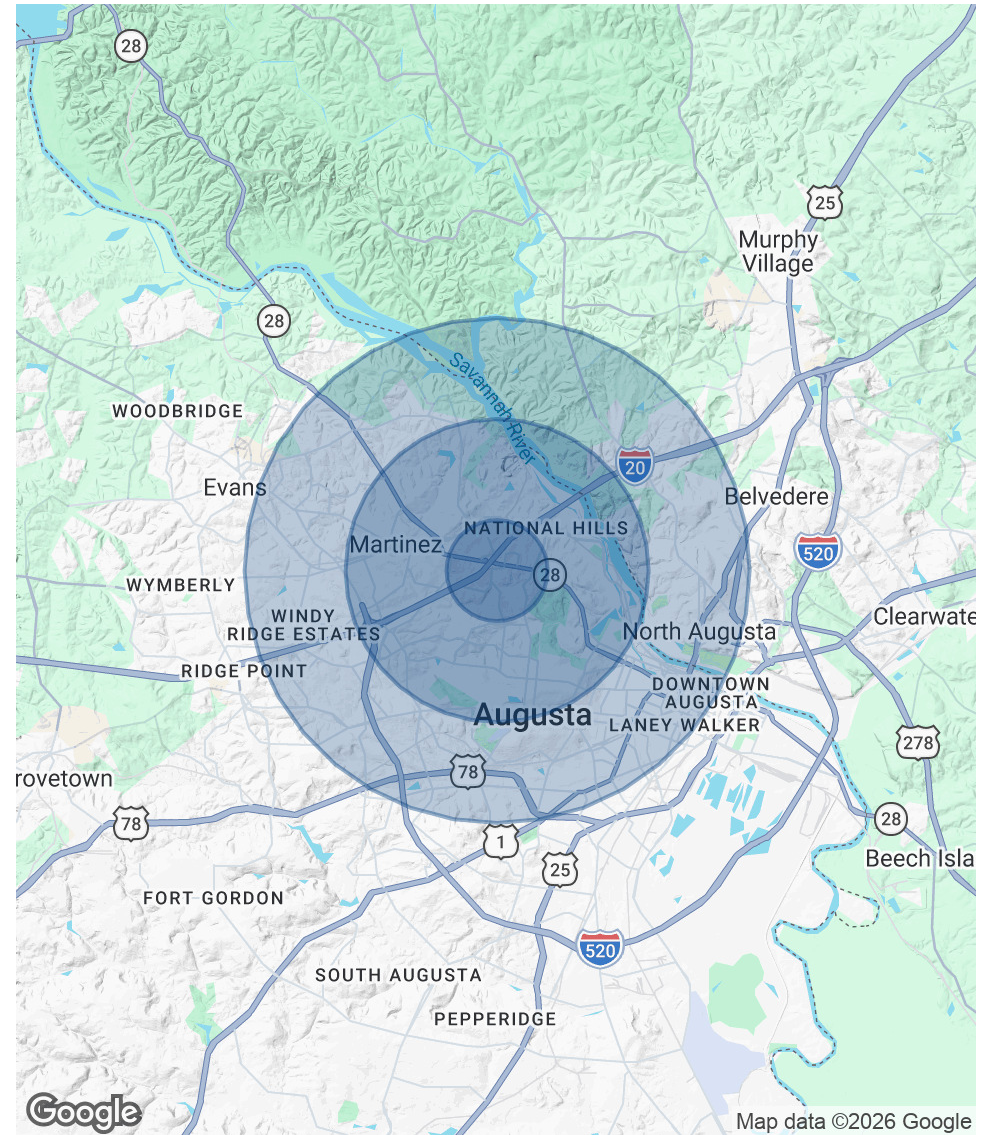 28
25
Murphy
Village
28
Savannah River
WOODBRIDGE
20
Evans
Belvedere
NATIONAL HILLS
Martinez
520
28
WYMBERLY
WINDY
RIDGE ESTATES
Clearwate
North Augusta
RIDGE POINT
DOWNTOWN
AUGUSTA
Augusta
LANEY WALKER
278
78
rovetown
78
28
1
Beech Isla
25
FORT GORDON
520
SOUTH AUGUSTA
PEPPERIDGE
Google
Map data ©2026 Google